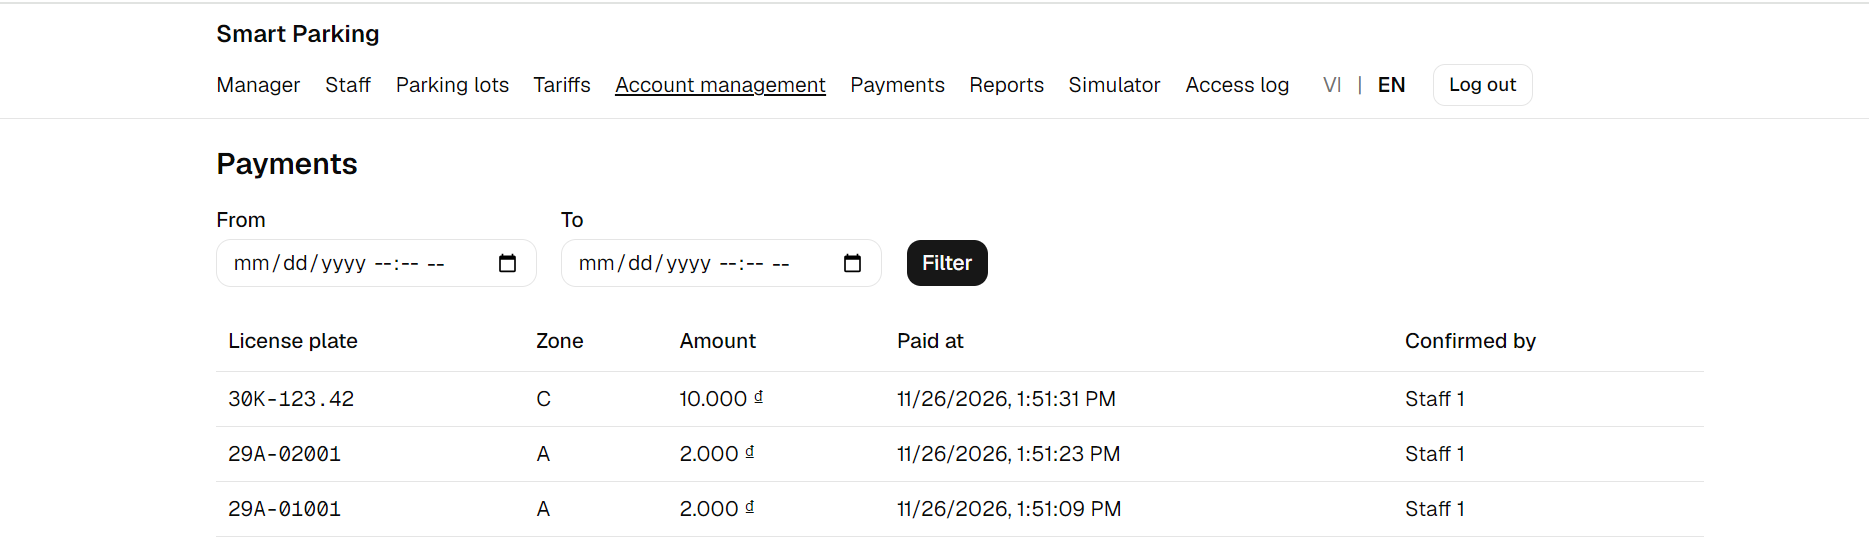 Smart Parking
Manager Staff Parking lots Tariffs Account management Payments Reports Simulator Access log VI | EN Log out
Payments
From To
mm/dd/yyyy --:-- -- mm/dd/yyyy --:-- -- Filter
License plate Zone Amount Paid at Confirmed by
30K-123.42 C 10.000 ₫ 11/26/2026, 1:51:31 PM Staff 1
29A-02001 A 2.000 ₫ 11/26/2026, 1:51:23 PM Staff 1
29A-01001 A 2.000 ₫ 11/26/2026, 1:51:09 PM Staff 1